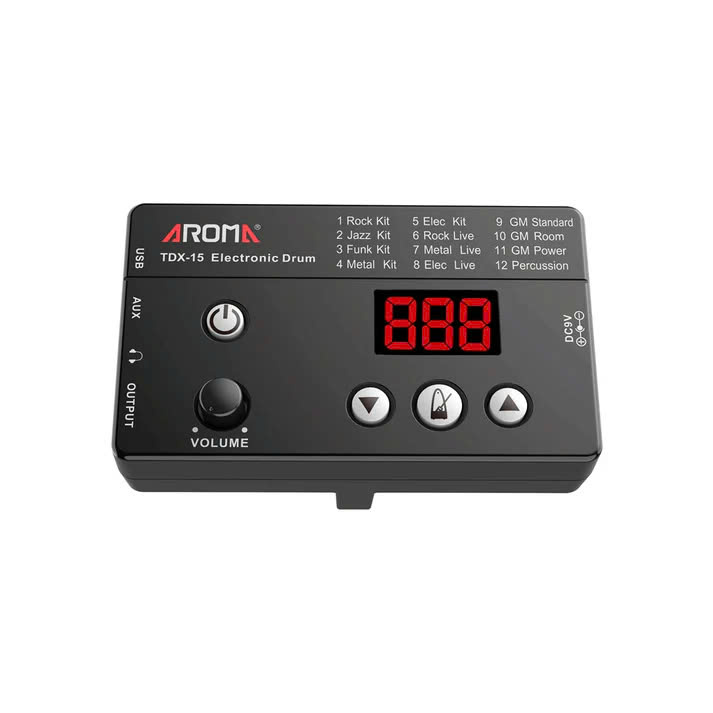 AROMA®
TDX-15 Electronic Drum
1 Rock Kit
2 Jazz Kit
3 Funk Kit
4 Metal Kit
5 Elec Kit
6 Rock Live
7 Metal Live
8 Elec Live
9 GM Standard
10 GM Room
11 GM Power
12 Percussion
USB
AUX
OUTPUT
888
VOLUME
DC9V